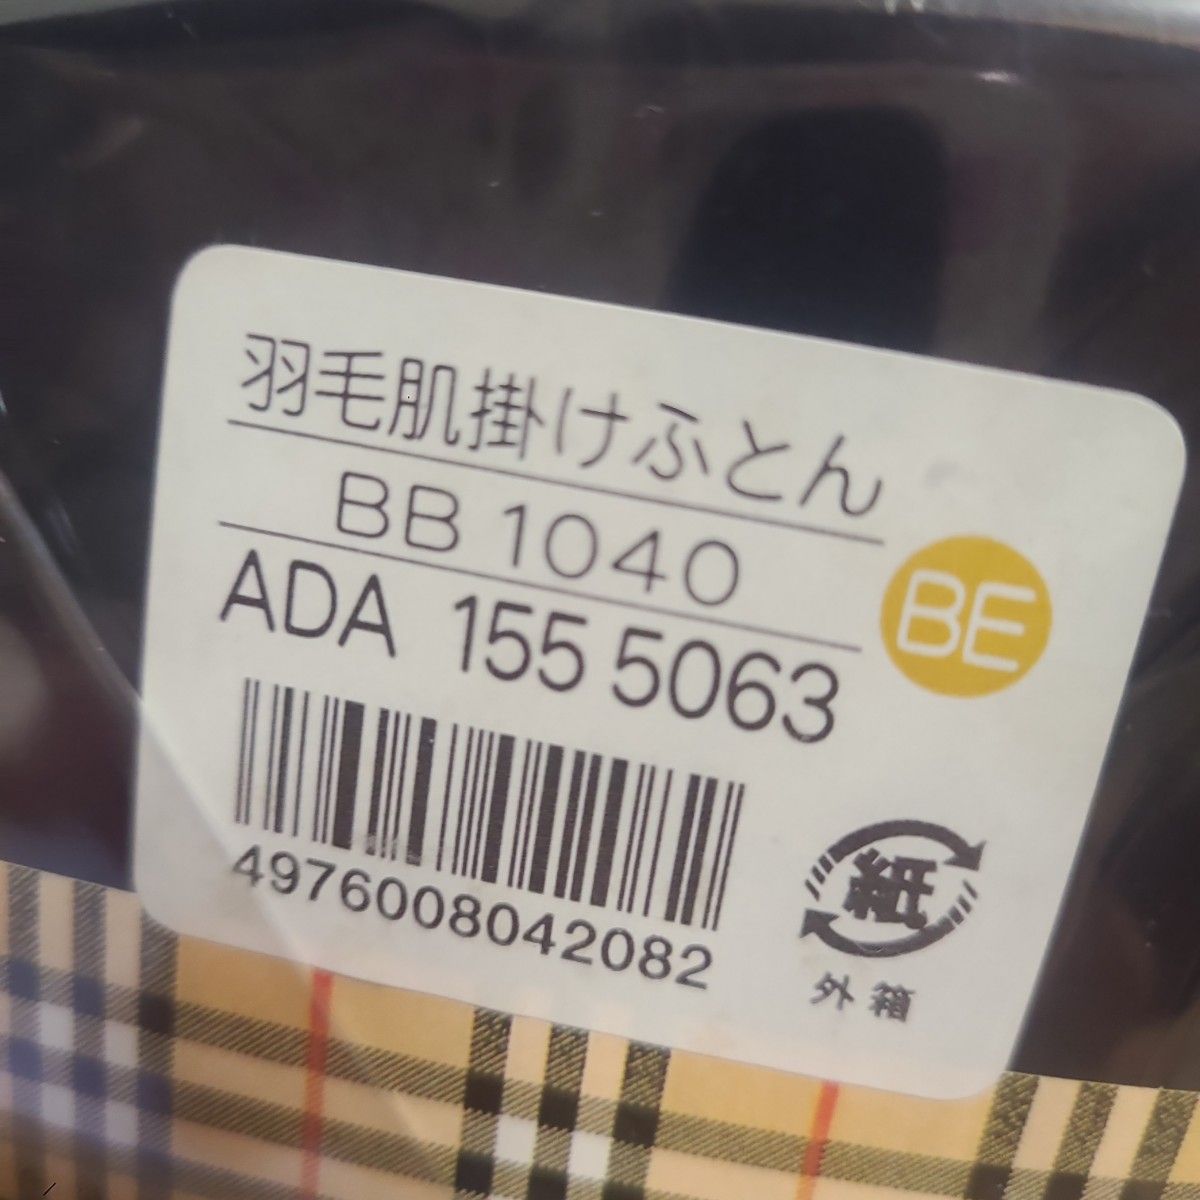 羽毛肌掛けふとん
BB 1040
BE
ADA 155 5063
4976008042082
紙
外箱